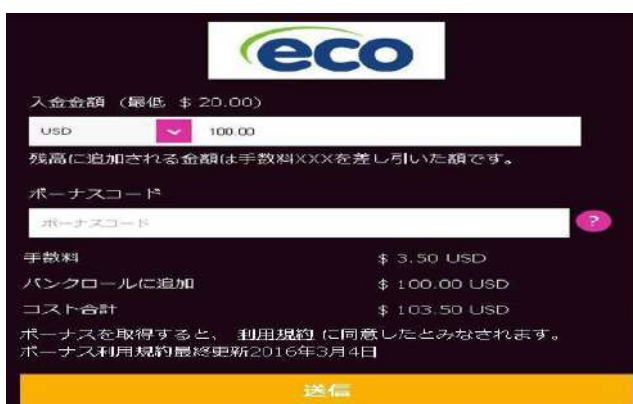 eco
入金金額 (最低 $ 20.00)
USD 100.00
残高に追加される金額は手数料XXXを差し引いた額です。
ボーナスコード
ボーナスコード ?
手数料 $ 3.50 USD
バンクロールに追加 $ 100.00 USD
コスト合計 $ 103.50 USD
ボーナスを取得すると、 利用規約 に同意したとみなされます。
ボーナス利用規約最終更新2016年3月4日
送信